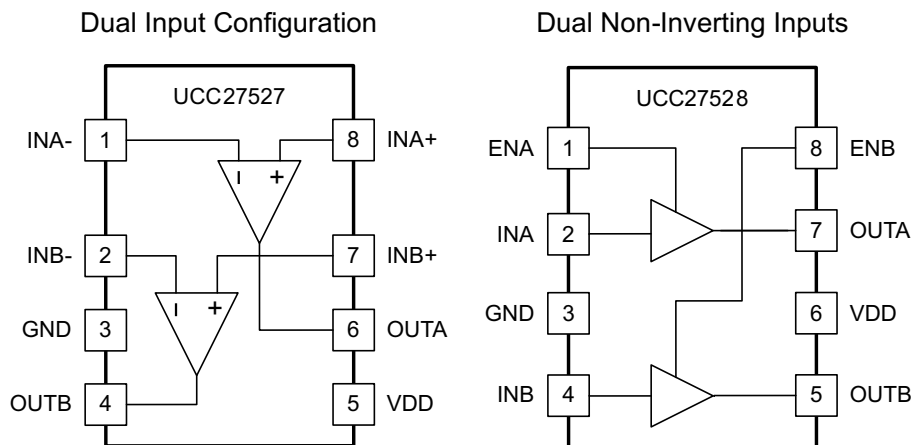 Dual Input Configuration
UCC27527
INA-
1
8
INA+
–
+
INB-
2
7
INB+
–
+
GND
3
6
OUTA
OUTB
4
5
VDD
Dual Non-Inverting Inputs
UCC27528
ENA
1
8
ENB
INA
2
7
OUTA
GND
3
6
VDD
INB
4
5
OUTB